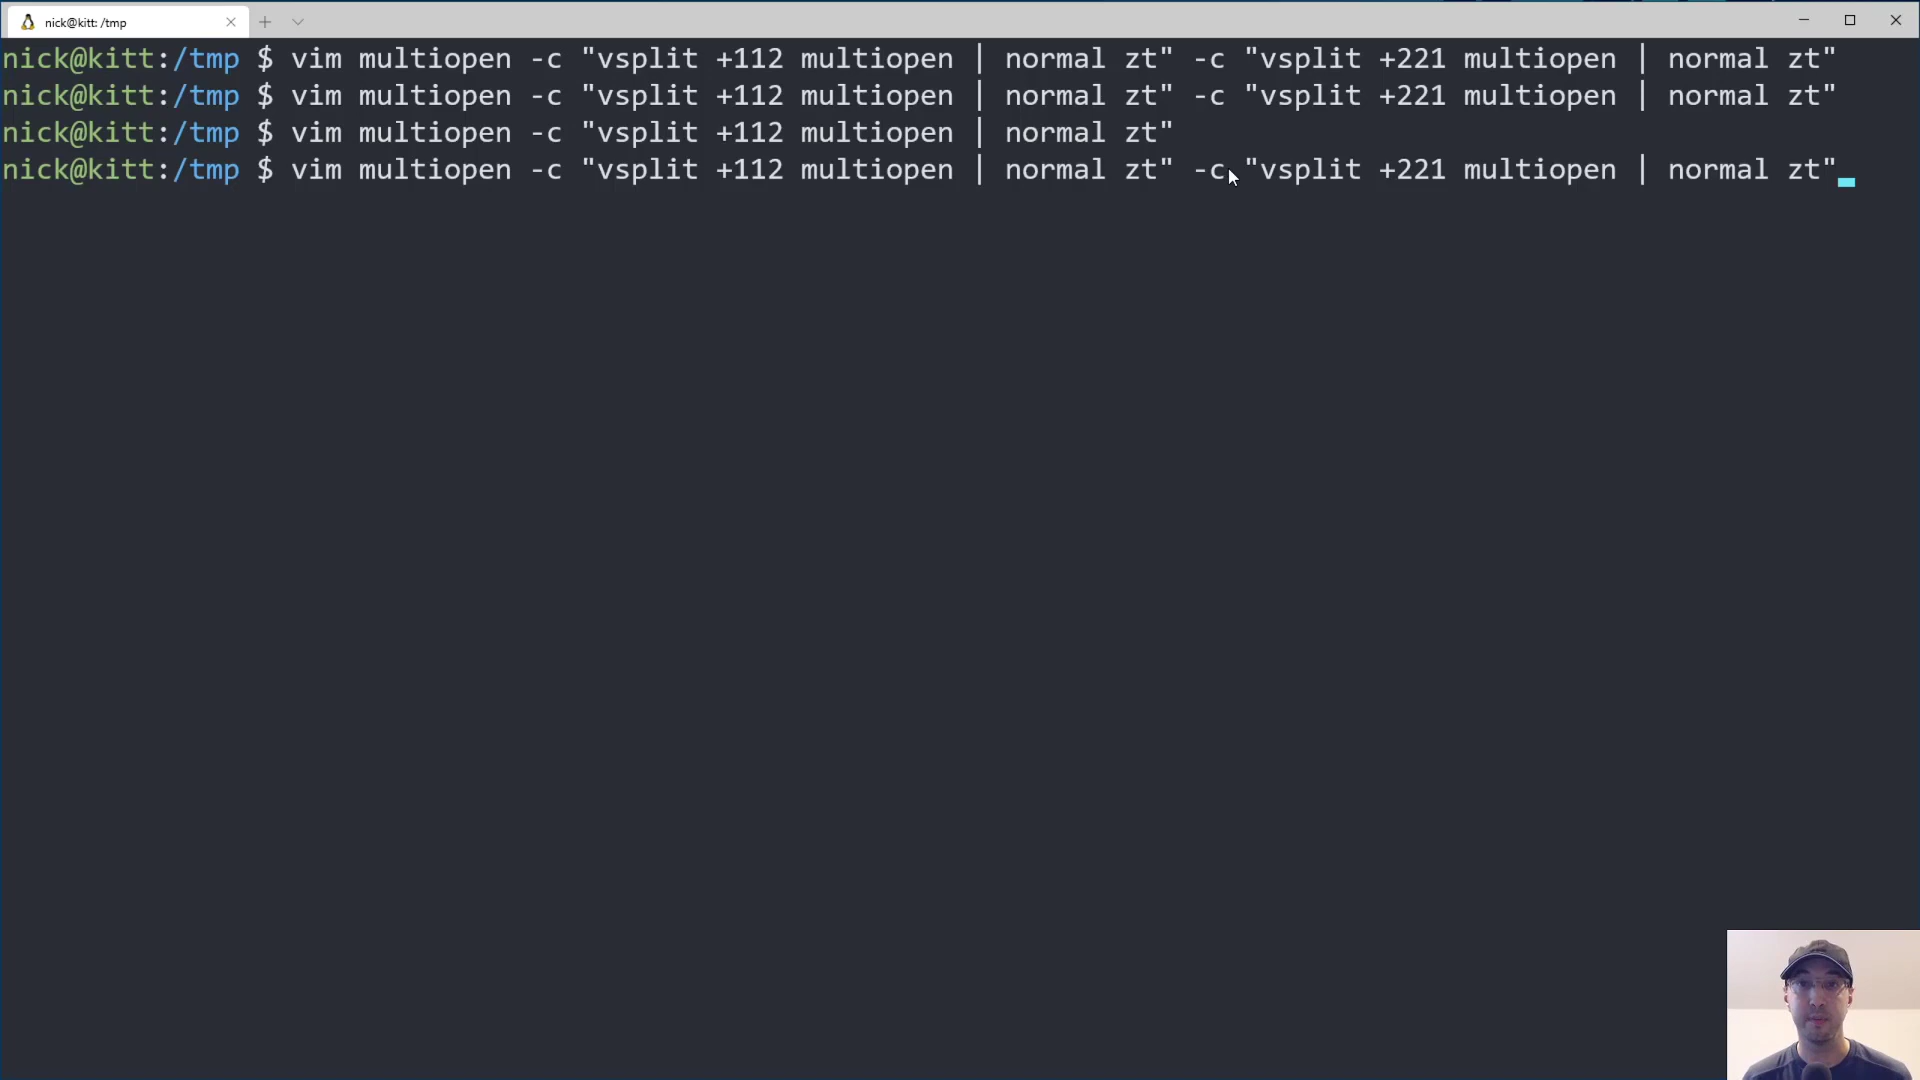 nick@kitt: /tmp
nick@kitt:/tmp $ vim multiopen -c "vsplit +112 multiopen | normal zt" -c "vsplit +221 multiopen | normal zt"
nick@kitt:/tmp $ vim multiopen -c "vsplit +112 multiopen | normal zt" -c "vsplit +221 multiopen | normal zt"
nick@kitt:/tmp $ vim multiopen -c "vsplit +112 multiopen | normal zt"
nick@kitt:/tmp $ vim multiopen -c "vsplit +112 multiopen | normal zt" -c "vsplit +221 multiopen | normal zt"